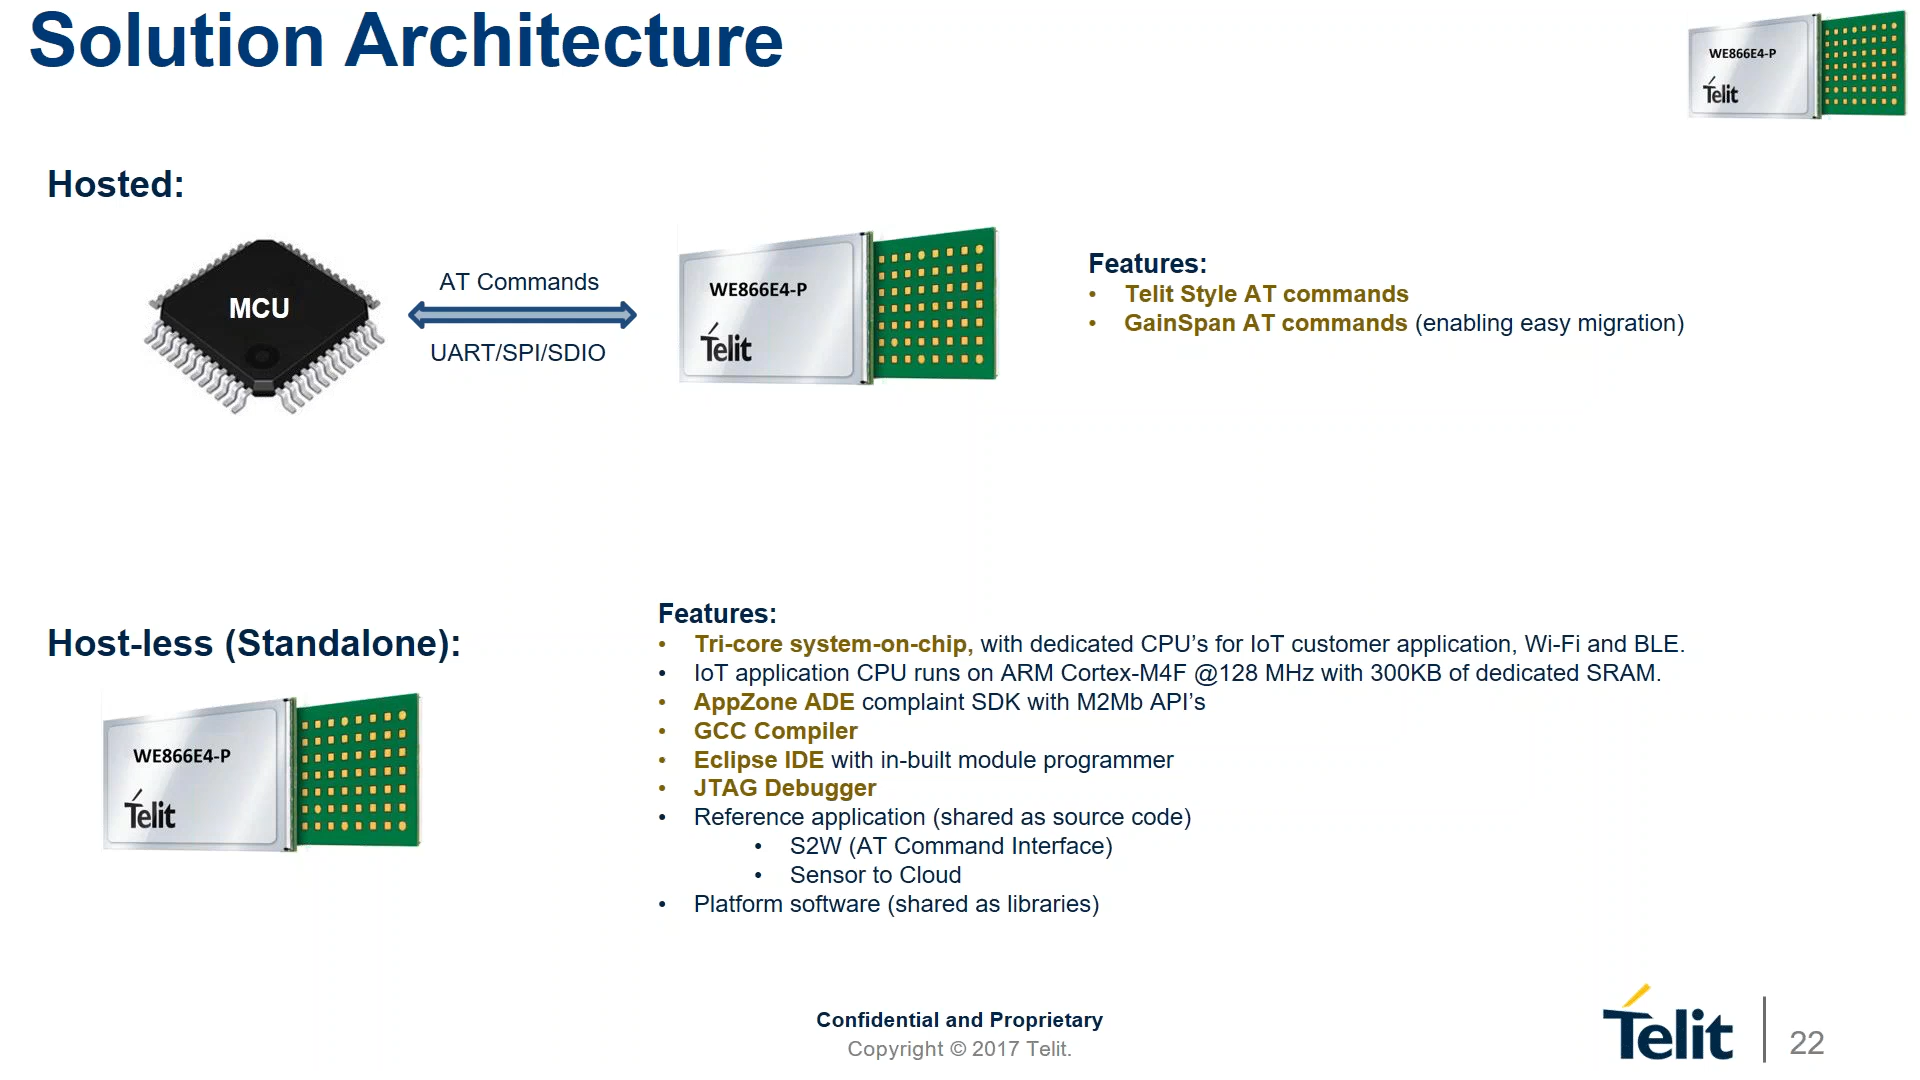 Solution Architecture
WE866E4-P
Telit
Hosted:
MCU
AT Commands
UART/SPI/SDIO
WE866E4-P
Telit
Features:
• Telit Style AT commands
• GainSpan AT commands (enabling easy migration)
Host-less (Standalone):
WE866E4-P
Telit
Features:
• Tri-core system-on-chip, with dedicated CPU’s for IoT customer application, Wi-Fi and BLE.
• IoT application CPU runs on ARM Cortex-M4F @128 MHz with 300KB of dedicated SRAM.
• AppZone ADE complaint SDK with M2Mb API’s
• GCC Compiler
• Eclipse IDE with in-built module programmer
• JTAG Debugger
• Reference application (shared as source code)
• S2W (AT Command Interface)
• Sensor to Cloud
• Platform software (shared as libraries)
Confidential and Proprietary
Copyright © 2017 Telit.
Telit
22